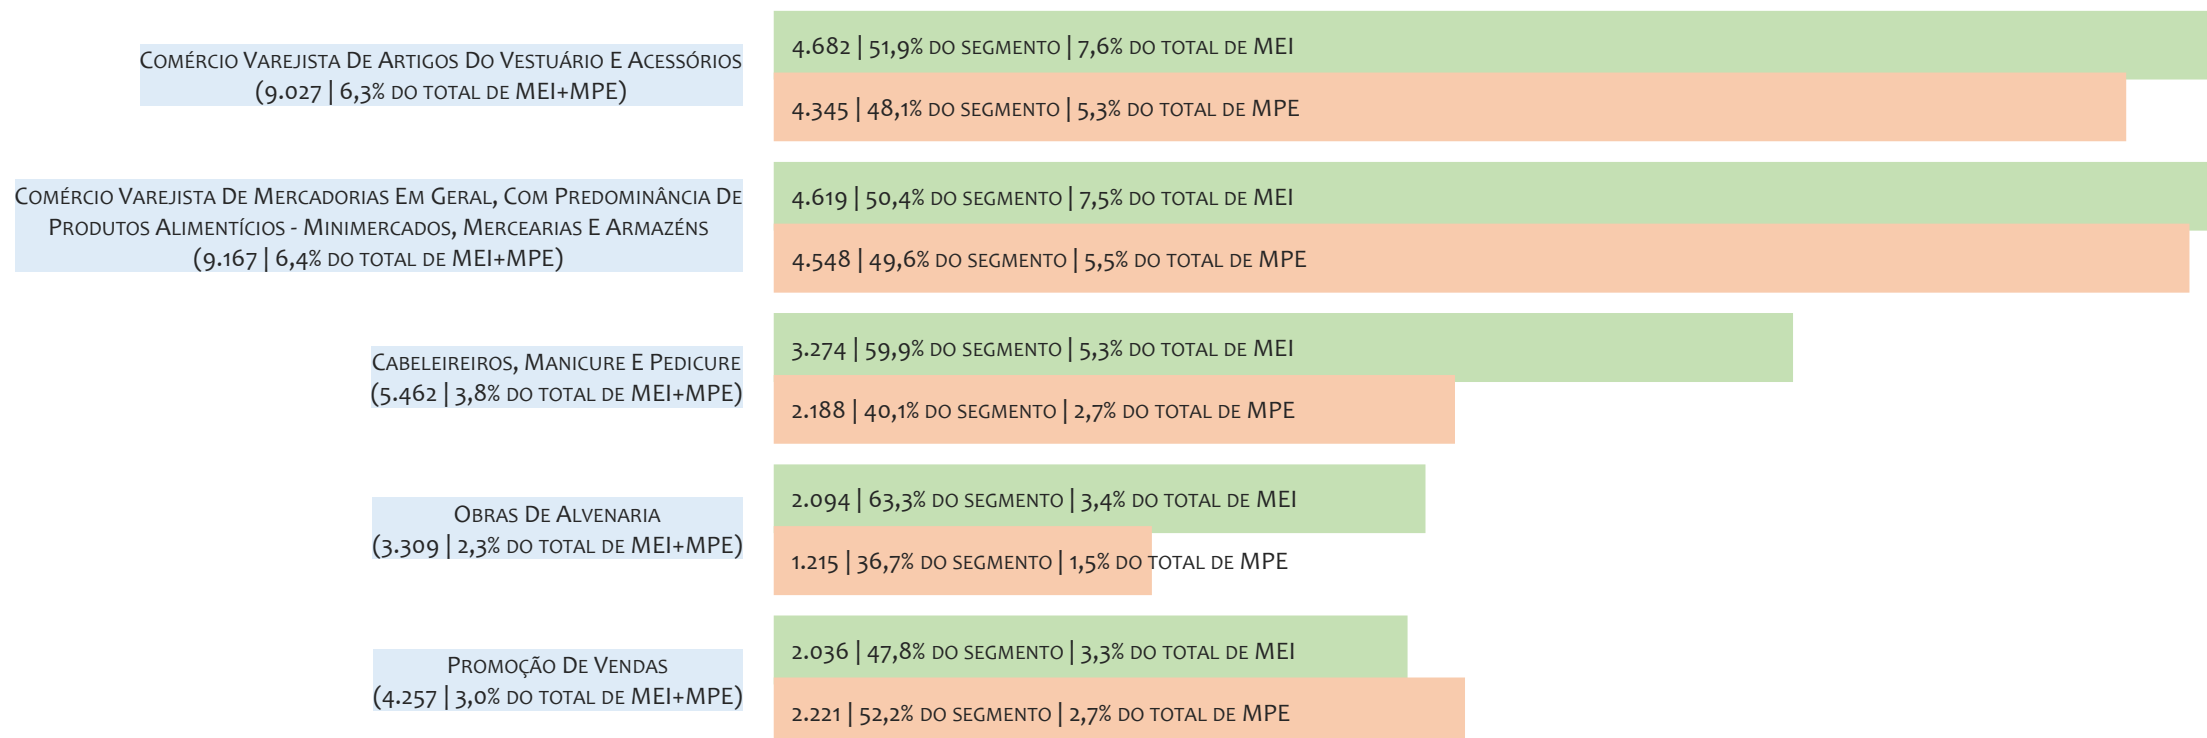 Comércio Varejista De Artigos Do Vestuário E Acessórios
(9.027 | 6,3% do total de MEI+MPE)
4.682 | 51,9% do segmento | 7,6% do total de MEI
4.345 | 48,1% do segmento | 5,3% do total de MPE
Comércio Varejista De Mercadorias Em Geral, Com Predominância De
Produtos Alimentícios - Minimercados, Mercearias E Armazéns
(9.167 | 6,4% do total de MEI+MPE)
4.619 | 50,4% do segmento | 7,5% do total de MEI
4.548 | 49,6% do segmento | 5,5% do total de MPE
Cabeleireiros, Manicure E Pedicure
(5.462 | 3,8% do total de MEI+MPE)
3.274 | 59,9% do segmento | 5,3% do total de MEI
2.188 | 40,1% do segmento | 2,7% do total de MPE
Obras De Alvenaria
(3.309 | 2,3% do total de MEI+MPE)
2.094 | 63,3% do segmento | 3,4% do total de MEI
1.215 | 36,7% do segmento | 1,5% do total de MPE
Promoção De Vendas
(4.257 | 3,0% do total de MEI+MPE)
2.036 | 47,8% do segmento | 3,3% do total de MEI
2.221 | 52,2% do segmento | 2,7% do total de MPE